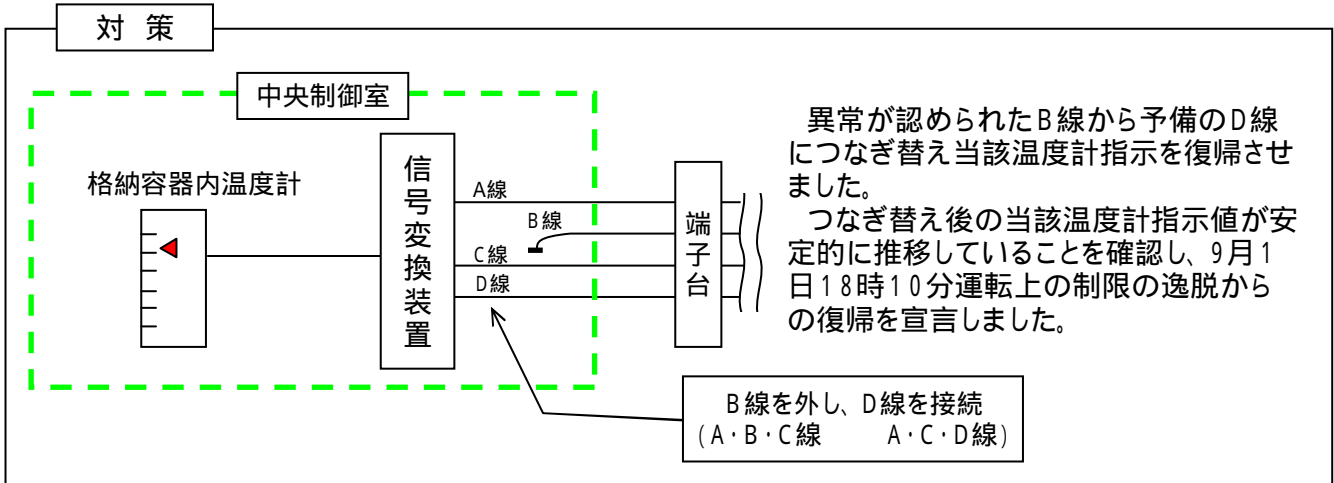 対 策
中央制御室
格納容器内温度計
信号変換装置
A線
B線
C線
D線
端子台
異常が認められたB線から予備のD線
につなぎ替え当該温度計指示を復帰させ
ました。
つなぎ替え後の当該温度計指示値が安
定的に推移していることを確認し、9月1
日18時10分運転上の制限の逸脱から
の復帰を宣言しました。
B線を外し、D線を接続
(A・B・C線 A・C・D線)